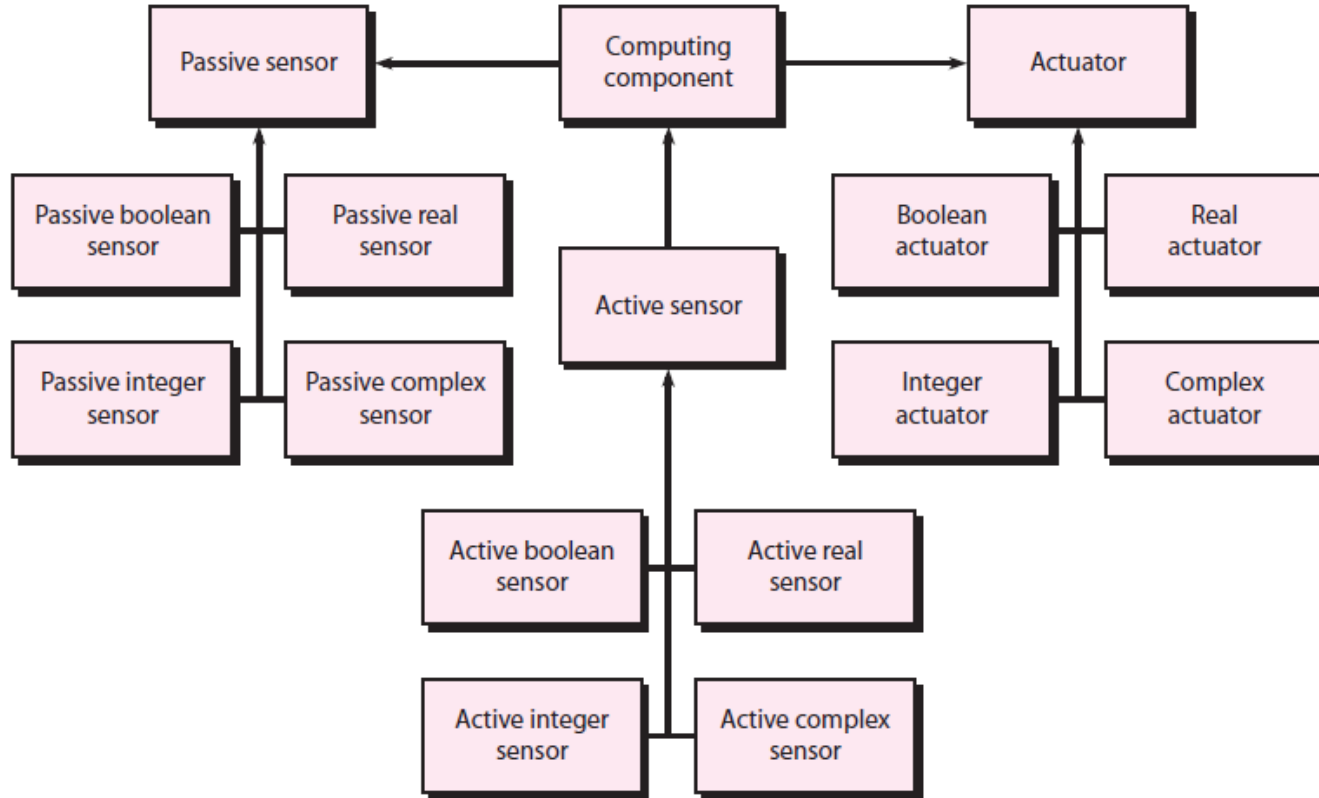 Passive sensor
Computing
component
Actuator
Passive boolean
sensor
Passive real
sensor
Boolean
actuator
Real
actuator
Active sensor
Passive integer
sensor
Passive complex
sensor
Integer
actuator
Complex
actuator
Active boolean
sensor
Active real
sensor
Active integer
sensor
Active complex
sensor